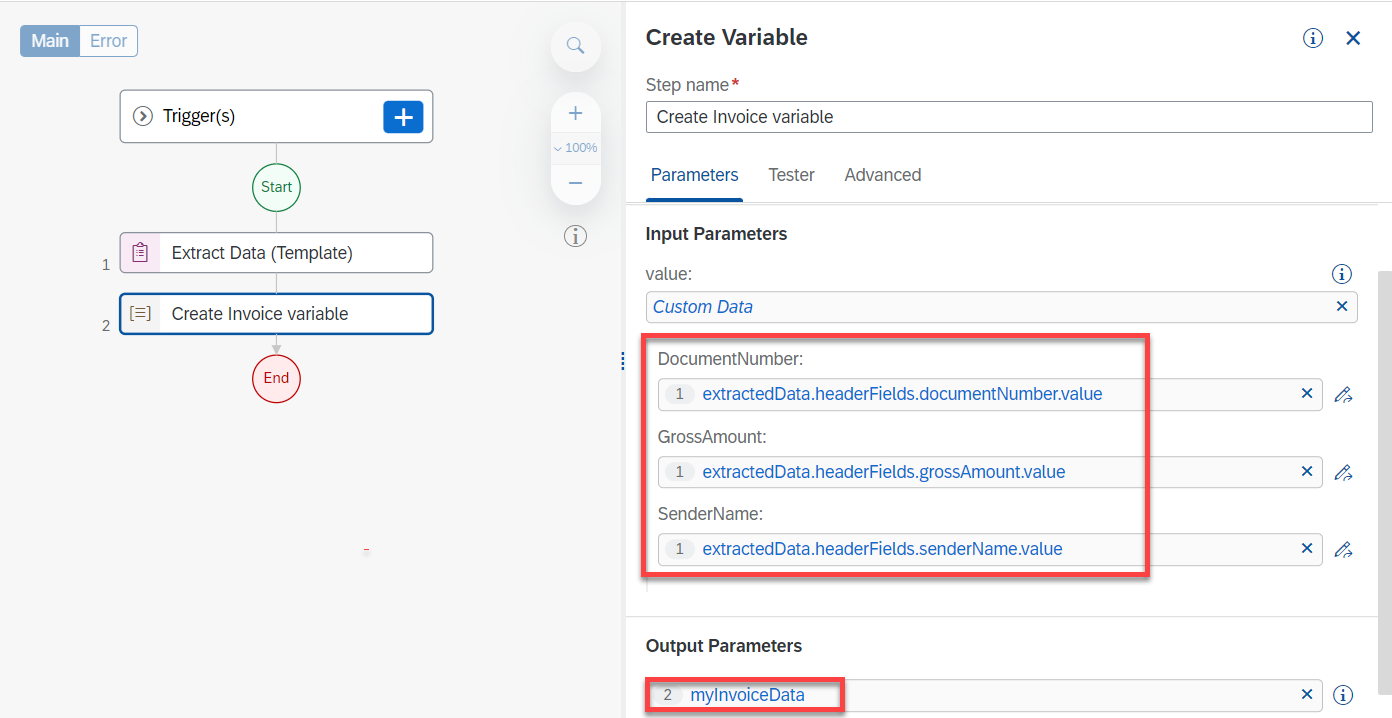 Main Error
Trigger(s)
Start
1 Extract Data (Template)
2 Create Invoice variable
End
100%
Create Variable
Step name*
Create Invoice variable
Parameters Tester Advanced
Input Parameters
value:
Custom Data
DocumentNumber:
1 extractedData.headerFields.documentNumber.value
GrossAmount:
1 extractedData.headerFields.grossAmount.value
SenderName:
1 extractedData.headerFields.senderName.value
Output Parameters
2 myInvoiceData